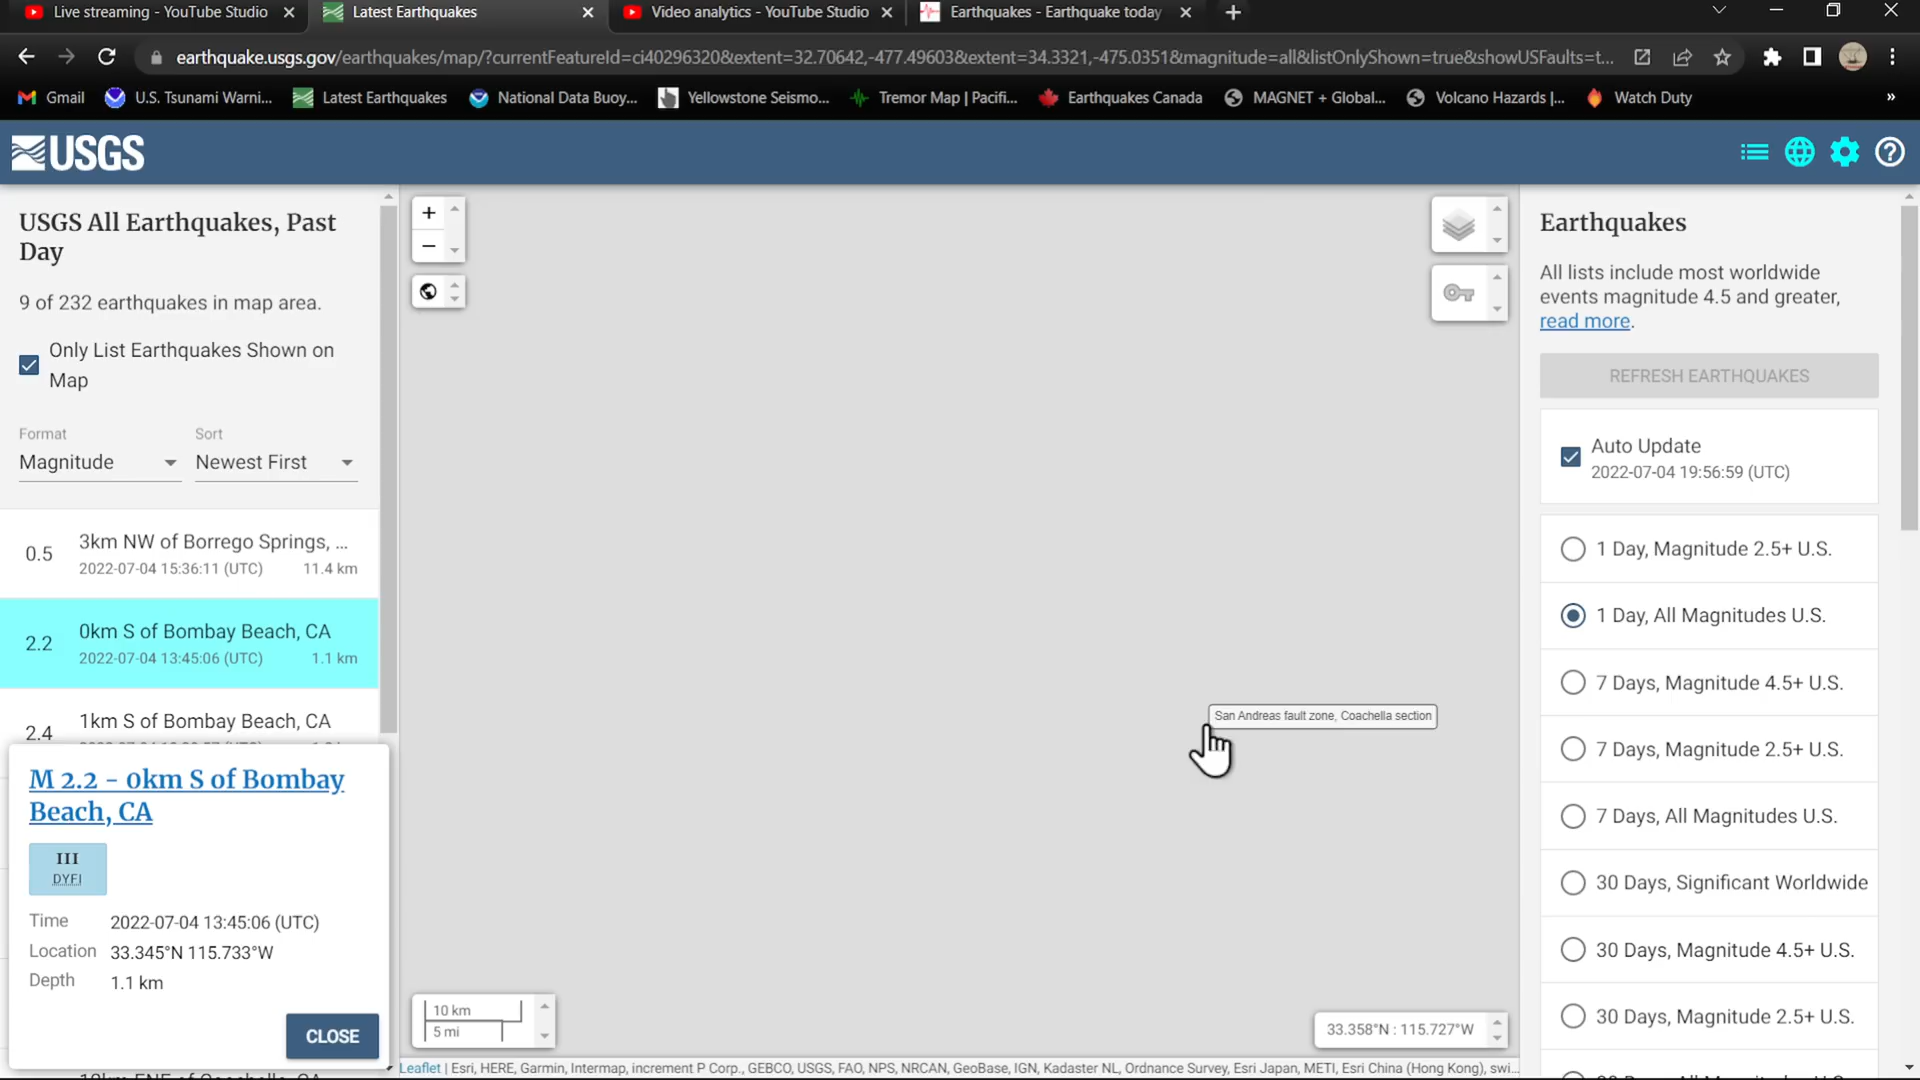 Live streaming - YouTube Studio
Latest Earthquakes
Video analytics - YouTube Studio
Earthquakes - Earthquake today
earthquake.usgs.gov/earthquakes/map/?currentFeatureId=ci40296320&extent=32.70642,-477.49603&extent=34.3321,-475.0351&magnitude=all&listOnlyShown=true&showUSFaults=t...
Gmail
U.S. Tsunami Warni...
Latest Earthquakes
National Data Buoy...
Yellowstone Seismo...
Tremor Map | Pacifi...
Earthquakes Canada
MAGNET + Global...
Volcano Hazards |...
Watch Duty
»
USGS
USGS All Earthquakes, Past
Day
9 of 232 earthquakes in map area.
Only List Earthquakes Shown on
Map
Format
Sort
Magnitude
Newest First
0.5
3km NW of Borrego Springs, ...
2022-07-04 15:36:11 (UTC) 11.4 km
2.2
0km S of Bombay Beach, CA
2022-07-04 13:45:06 (UTC) 1.1 km
2.4
1km S of Bombay Beach, CA
M 2.2 - 0km S of Bombay
Beach, CA
III
DYFI
Time 2022-07-04 13:45:06 (UTC)
Location 33.345°N 115.733°W
Depth 1.1 km
CLOSE
+
−
San Andreas fault zone, Coachella section
10 km
5 mi
33.358°N : 115.727°W
Leaflet | Esri, HERE, Garmin, Intermap, increment P Corp., GEBCO, USGS, FAO, NPS, NRCAN, GeoBase, IGN, Kadaster NL, Ordnance Survey, Esri Japan, METI, Esri China (Hong Kong), swi...
Earthquakes
All lists include most worldwide
events magnitude 4.5 and greater,
read more.
REFRESH EARTHQUAKES
Auto Update
2022-07-04 19:56:59 (UTC)
1 Day, Magnitude 2.5+ U.S.
1 Day, All Magnitudes U.S.
7 Days, Magnitude 4.5+ U.S.
7 Days, Magnitude 2.5+ U.S.
7 Days, All Magnitudes U.S.
30 Days, Significant Worldwide
30 Days, Magnitude 4.5+ U.S.
30 Days, Magnitude 2.5+ U.S.